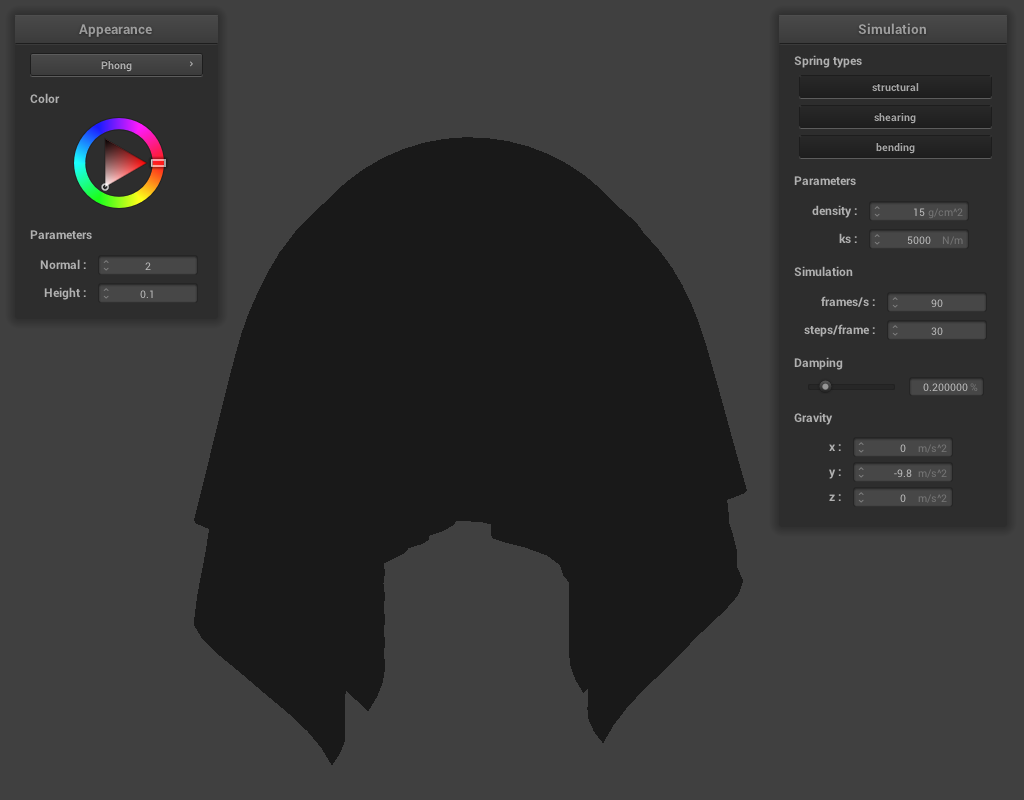 Appearance
Phong ›
Color
Parameters
Normal : 2
Height : 0.1
Simulation
Spring types
structural
shearing
bending
Parameters
density : 15 g/cm^2
ks : 5000 N/m
Simulation
frames/s : 90
steps/frame : 30
Damping
0.200000 %
Gravity
x : 0 m/s^2
y : -9.8 m/s^2
z : 0 m/s^2